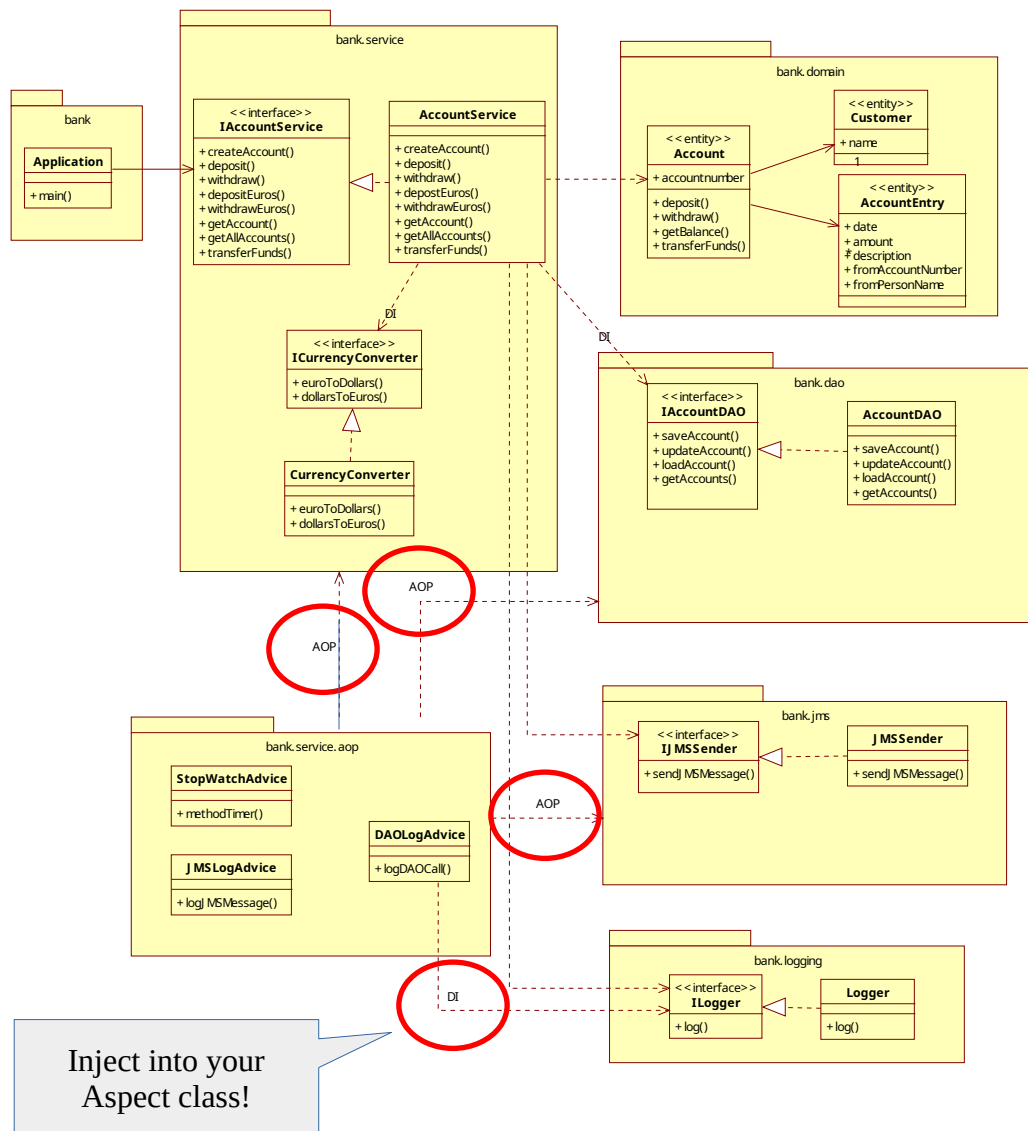 bank.service
<<interface>>
IAccountService
+ createAccount()
+ deposit()
+ withdraw()
+ depositEuros()
+ withdrawEuros()
+ getAccount()
+ getAllAccounts()
+ transferFunds()
AccountService
+ createAccount()
+ deposit()
+ withdraw()
+ depostEuros()
+ withdrawEuros()
+ getAccount()
+ getAllAccounts()
+ transferFunds()
bank
Application
+ main()
bank.domain
<<entity>>
Customer
+ name
1
<<entity>>
Account
+ accountnumber
+ deposit()
+ withdraw()
+ getBalance()
+ transferFunds()
<<entity>>
AccountEntry
+ date
+ amount
*
+ description
+ fromAccountNumber
+ fromPersonName
DI
<<interface>>
ICurrencyConverter
+ euroToDollars()
+ dollarsToEuros()
CurrencyConverter
+ euroToDollars()
+ dollarsToEuros()
DI
bank.dao
<<interface>>
IAccountDAO
+ saveAccount()
+ updateAccount()
+ loadAccount()
+ getAccounts()
AccountDAO
+ saveAccount()
+ updateAccount()
+ loadAccount()
+ getAccounts()
AOP
AOP
bank.service.aop
StopWatchAdvice
+ methodTimer()
JMSLogAdvice
+ logJMSMessage()
DAOLogAdvice
+ logDAOCall()
AOP
bank.jms
<<interface>>
IJMSSender
+ sendJMSMessage()
JMSSender
+ sendJMSMessage()
DI
bank.logging
<<interface>>
ILogger
+ log()
Logger
+ log()
Inject into your
Aspect class!